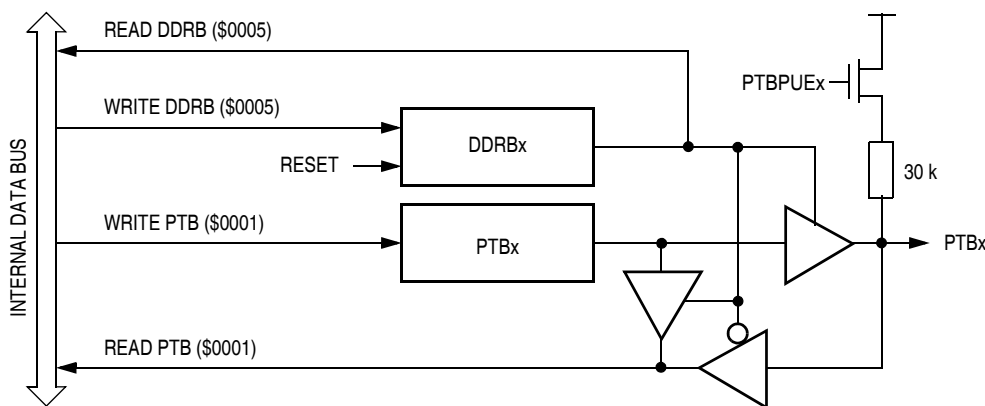 READ DDRB ($0005)
PTBPUEx
WRITE DDRB ($0005)
DDRBx
RESET
30 k
INTERNAL DATA BUS
WRITE PTB ($0001)
PTBx
PTBx
READ PTB ($0001)